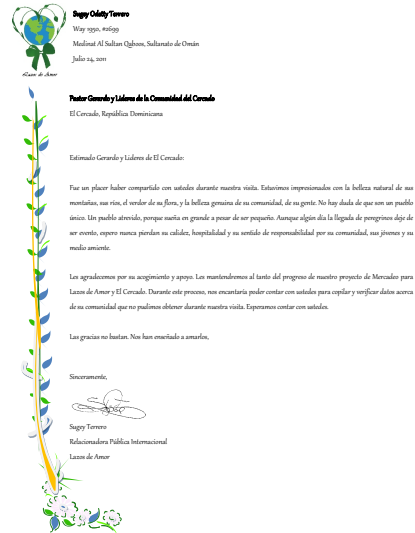 Sugey Odetty Terrero
Way 1950, #2699
Medinat Al Sultan Qaboos, Sultanato de Omán
Julio 24, 2011
Lazos de Amor
Pastor Gerardo y Lideres de la Comunidad del Cercado
El Cercado, República Dominicana
Estimado Gerardo y Lideres de El Cercado:
Fue un placer haber compartido con ustedes durante nuestra visita. Estuvimos impresionados con la belleza natural de sus
montañas, sus ríos, el verdor de su flora, y la belleza genuina de su comunidad, de su gente. No hay duda de que son un pueblo
único. Un pueblo atrevido, porque sueña en grande a pesar de ser pequeño. Aunque algún día la llegada de peregrinos deje de
ser evento, espero nunca pierdan su calidez, hospitalidad y su sentido de responsabilidad por su comunidad, sus jóvenes y su
medio amiente.
Les agradecemos por su acogimiento y apoyo. Los mantendremos al tanto del progreso de nuestro proyecto de Mercadeo para
Lazos de Amor y El Cercado. Durante este proceso, nos encantaría poder contar con ustedes para copilar y verificar datos acerca
de su comunidad que no pudimos obtener durante nuestra visita. Esperamos contar con ustedes.
Las gracias no bastan. Nos han enseñado a amarlos,
Sinceramente,
Sugey Terrero
Relacionadora Pública Internacional
Lazos de Amor